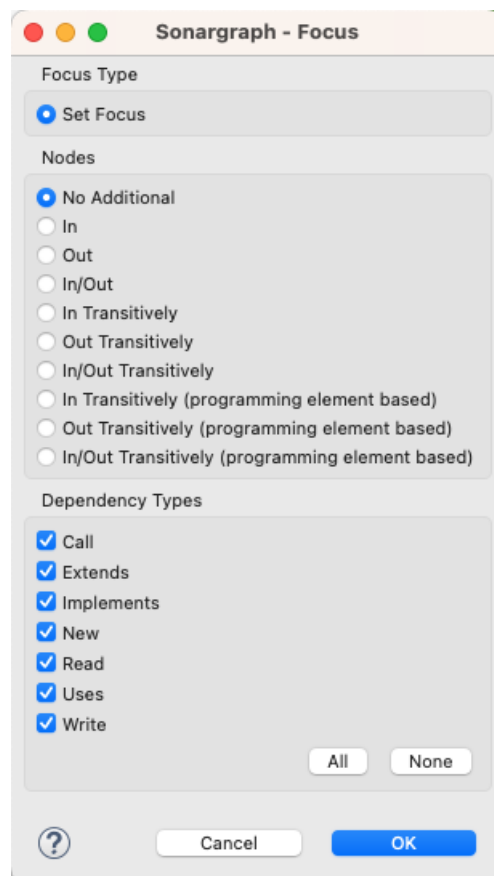 Sonargraph - Focus
Focus Type
Set Focus
Nodes
No Additional
In
Out
In/Out
In Transitively
Out Transitively
In/Out Transitively
In Transitively (programming element based)
Out Transitively (programming element based)
In/Out Transitively (programming element based)
Dependency Types
Call
Extends
Implements
New
Read
Uses
Write
All None
? Cancel OK